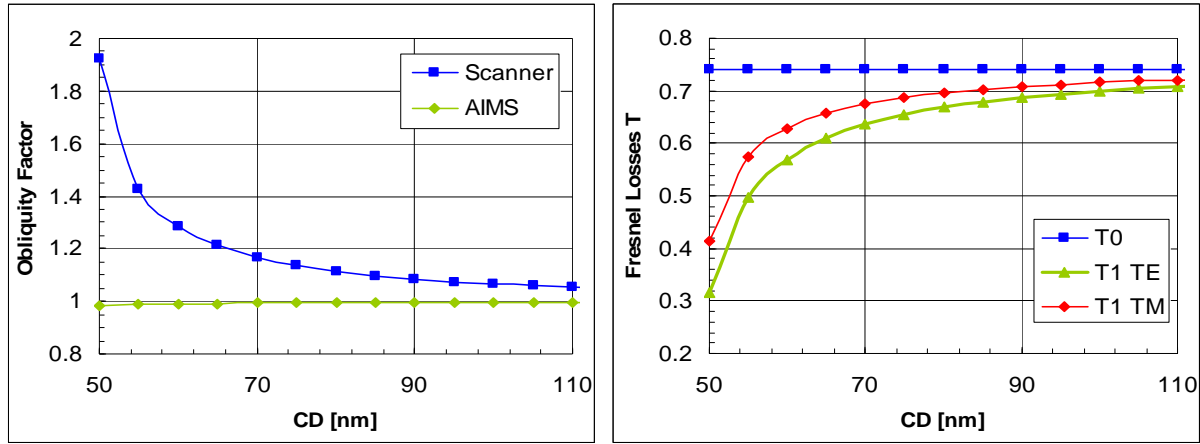 Obliquity Factor
2
1.8
1.6
1.4
1.2
1
0.8
50 70 90 110
CD [nm]
Scanner
AIMS
Fresnel Losses T
0.8
0.7
0.6
0.5
0.4
0.3
0.2
50 70 90 110
CD [nm]
T0
T1 TE
T1 TM